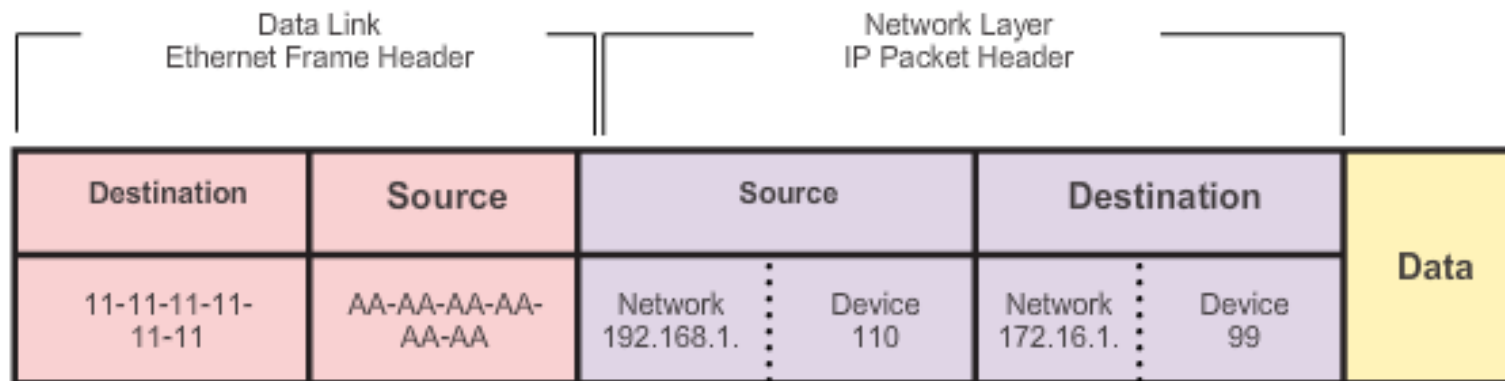 Data Link
Ethernet Frame Header
Network Layer
IP Packet Header
Destination
Source
Source
Destination
Data
11-11-11-11-
11-11
AA-AA-AA-AA-
AA-AA
Network
192.168.1.
Device
110
Network
172.16.1.
Device
99